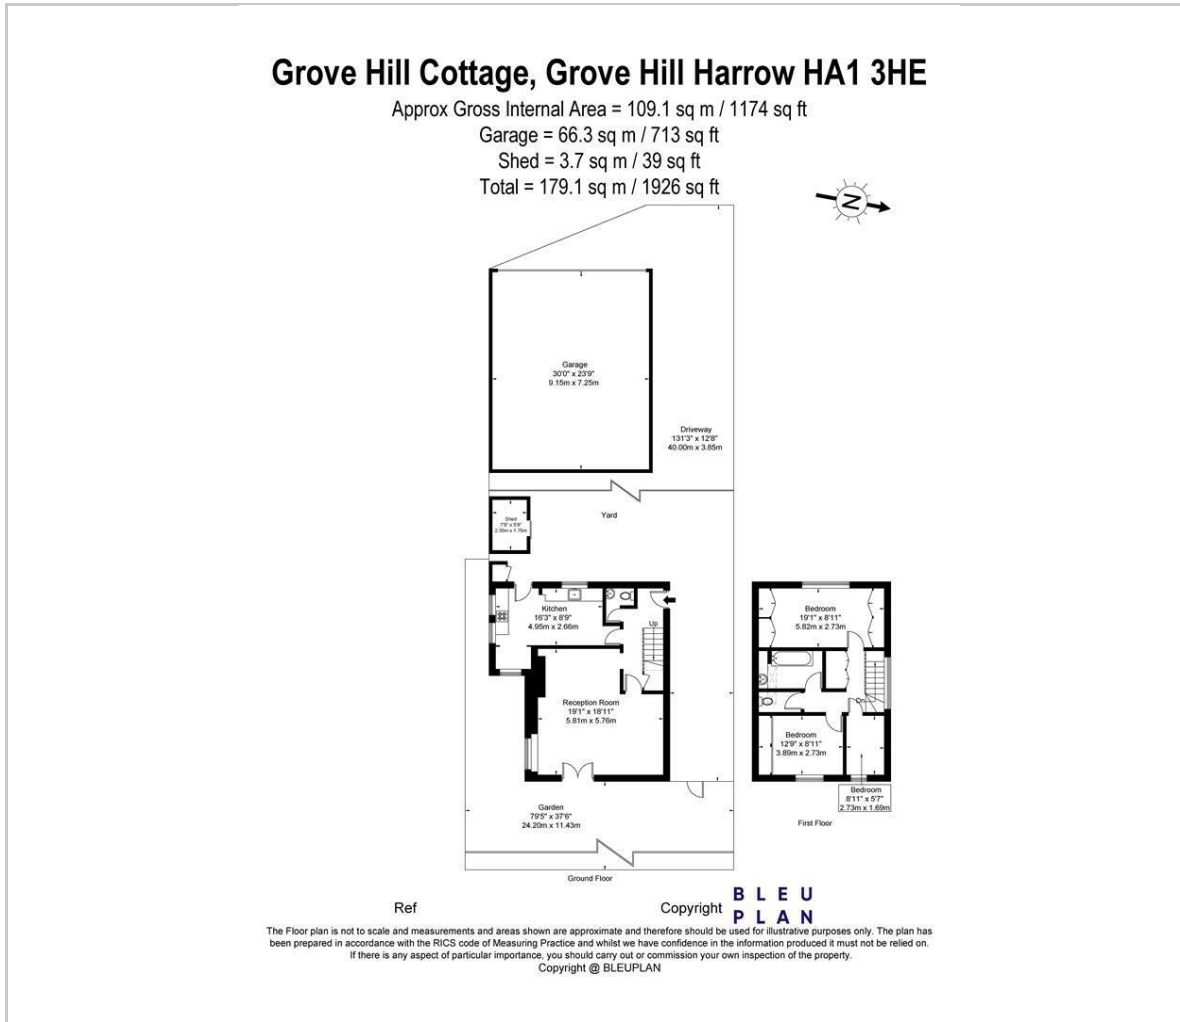 Grove Hill Cottage, Grove Hill Harrow HA1 3HE
Approx Gross Internal Area = 109.1 sq m / 1174 sq ft
Garage = 66.3 sq m / 713 sq ft
Shed = 3.7 sq m / 39 sq ft
Total = 179.1 sq m / 1926 sq ft
N
Garage
30'0" x 23'9"
9.15m x 7.25m
Driveway
131'3" x 12'8"
40.00m x 3.85m
Shed
7'9" x 5'9"
2.35m x 1.75m
Yard
Kitchen
16'3" x 8'9"
4.95m x 2.66m
Up
Reception Room
19'1" x 18'11"
5.81m x 5.76m
Garden
79'5" x 37'6"
24.20m x 11.43m
Ground Floor
Bedroom
19'1" x 8'11"
5.82m x 2.73m
Dn
Bedroom
12'9" x 8'11"
3.89m x 2.73m
Bedroom
8'11" x 5'7"
2.73m x 1.69m
First Floor
Ref
Copyright
BLEU
PLAN
The Floor plan is not to scale and measurements and areas shown are approximate and therefore should be used for illustrative purposes only. The plan has
been prepared in accordance with the RICS code of Measuring Practice and whilst we have confidence in the information produced it must not be relied on.
If there is any aspect of particular importance, you should carry out or commission your own inspection of the property.
Copyright @ BLEUPLAN